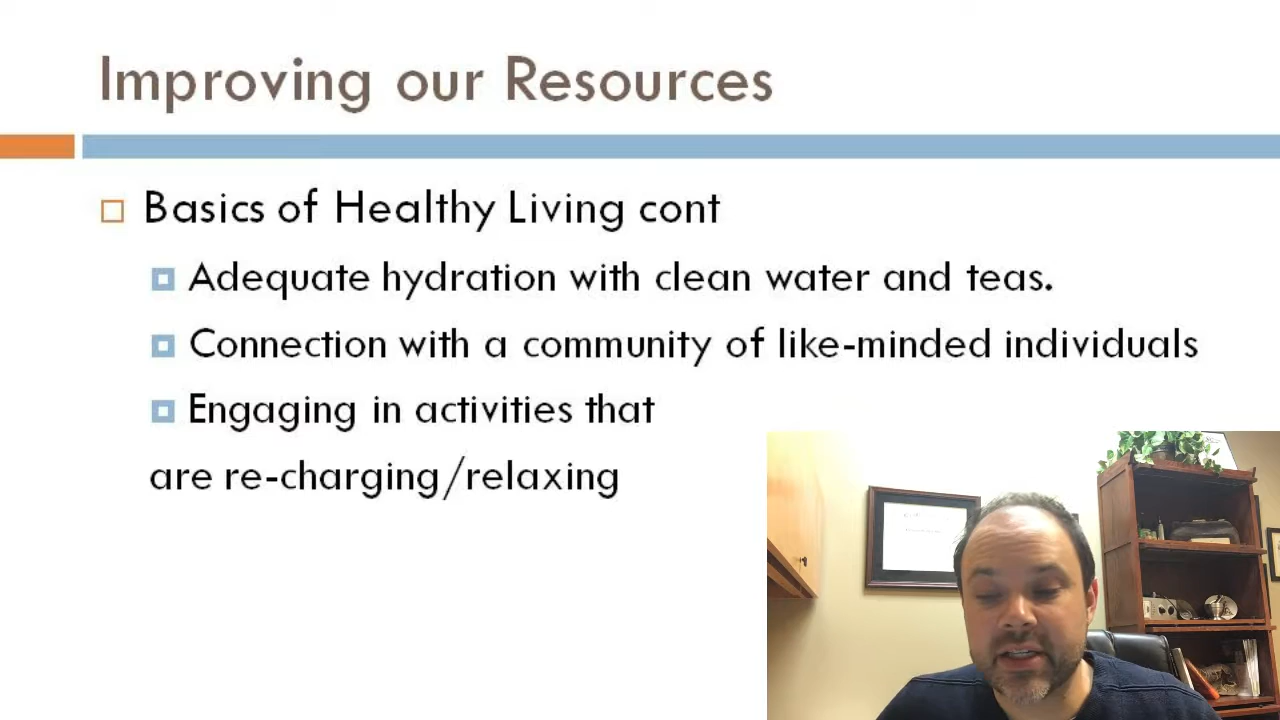 Improving our Resources
Basics of Healthy Living cont
Adequate hydration with clean water and teas.
Connection with a community of like-minded individuals
Engaging in activities that
are re-charging/relaxing